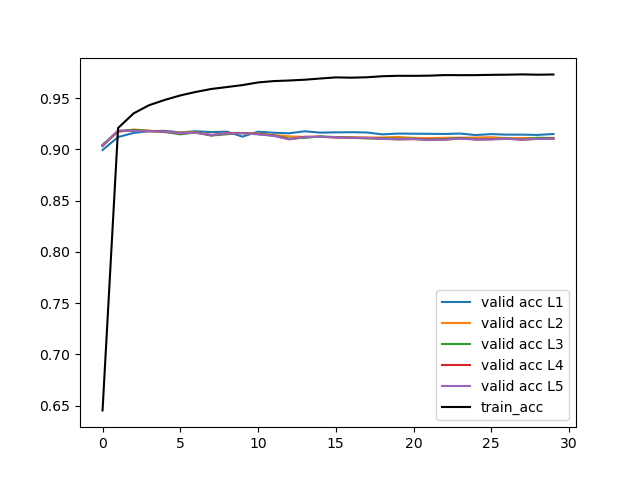 0.95
0.90
0.85
0.80
0.75
0.70
0.65
0 5 10 15 20 25 30
valid acc L1
valid acc L2
valid acc L3
valid acc L4
valid acc L5
train_acc